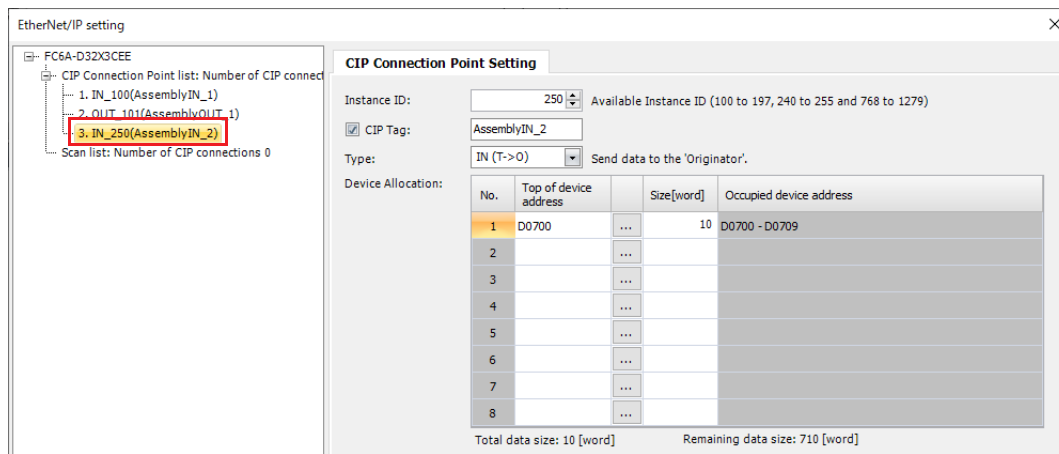 EtherNet/IP setting
FC6A-D32X3CEE
CIP Connection Point list: Number of CIP connect
1. IN_100(AssemblyIN_1)
2. OUT_101(AssemblyOUT_1)
3. IN_250(AssemblyIN_2)
Scan list: Number of CIP connections 0
CIP Connection Point Setting
Instance ID: 250 Available Instance ID (100 to 197, 240 to 255 and 768 to 1279)
CIP Tag: AssemblyIN_2
Type: IN (T->O) Send data to the 'Originator'.
Device Allocation:
No. Top of device address Size[word] Occupied device address
1 D0700 ... 10 D0700 - D0709
2 ...
3 ...
4 ...
5 ...
6 ...
7 ...
8 ...
Total data size: 10 [word] Remaining data size: 710 [word]